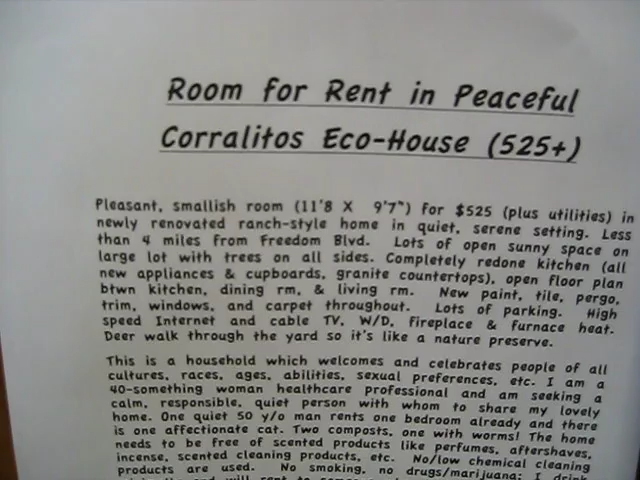 Room for Rent in Peaceful
Corralitos Eco-House (525+)
Pleasant, smallish room (11'8 X 9'7") for $525 (plus utilities) in
newly renovated ranch-style home in quiet, serene setting. Less
than 4 miles from Freedom Blvd. Lots of open sunny space on
large lot with trees on all sides. Completely redone kitchen (all
new appliances & cupboards, granite countertops), open floor plan
btwn kitchen, dining rm, & living rm. New paint, tile, pergo,
trim, windows, and carpet throughout. Lots of parking. High
speed Internet and cable TV, W/D, fireplace & furnace heat.
Deer walk through the yard so it's like a nature preserve.
This is a household which welcomes and celebrates people of all
cultures, races, ages, abilities, sexual preferences, etc. I am a
40-something woman healthcare professional and am seeking a
calm, responsible, quiet person with whom to share my lovely
home. One quiet 50 y/o man rents one bedroom already and there
is one affectionate cat. Two composts, one with worms! The home
needs to be free of scented products like perfumes, aftershaves,
incense, scented cleaning products, etc. No/low chemical cleaning
products are used. No smoking, no drugs/marijuana; I drink
and will rent to